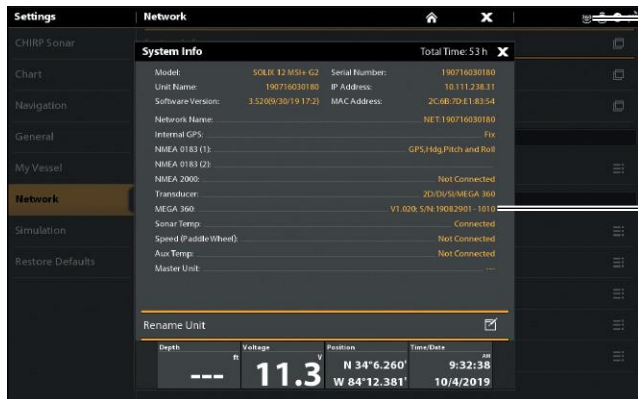 Settings
Network
X
CHIRP Sonar
System Info
Total Time: 53 h X
Chart
Model: SOLIX 12 MSI+ G2 Serial Number: 190716030180
Unit Name: 190716030180 IP Address: 10.111.238.31
Navigation
Software Version: 3.520(9/30/19 17:2) MAC Address: 2C:6B:7D:E1:83:54
Network Name: NET:190716030180
General
Internal GPS: Fix
NMEA 0183 (1): GPS,Hdg,Pitch and Roll
My Vessel
NMEA 0183 (2):
NMEA 2000: Not Connected
Network
Transducer: 2D/DI/SI/MEGA 360
MEGA 360: V1.020; S/N:19082901-1010
Simulation
Sonar Temp: Connected
Speed (Paddle Wheel): Not Connected
Restore Defaults
Aux Temp: Not Connected
Master Unit: ---
Rename Unit
Depth Voltage Position Time/Date
ft V AM
--- 11.3 N 34°6.260' 9:32:38
W 84°12.381' 10/4/2019